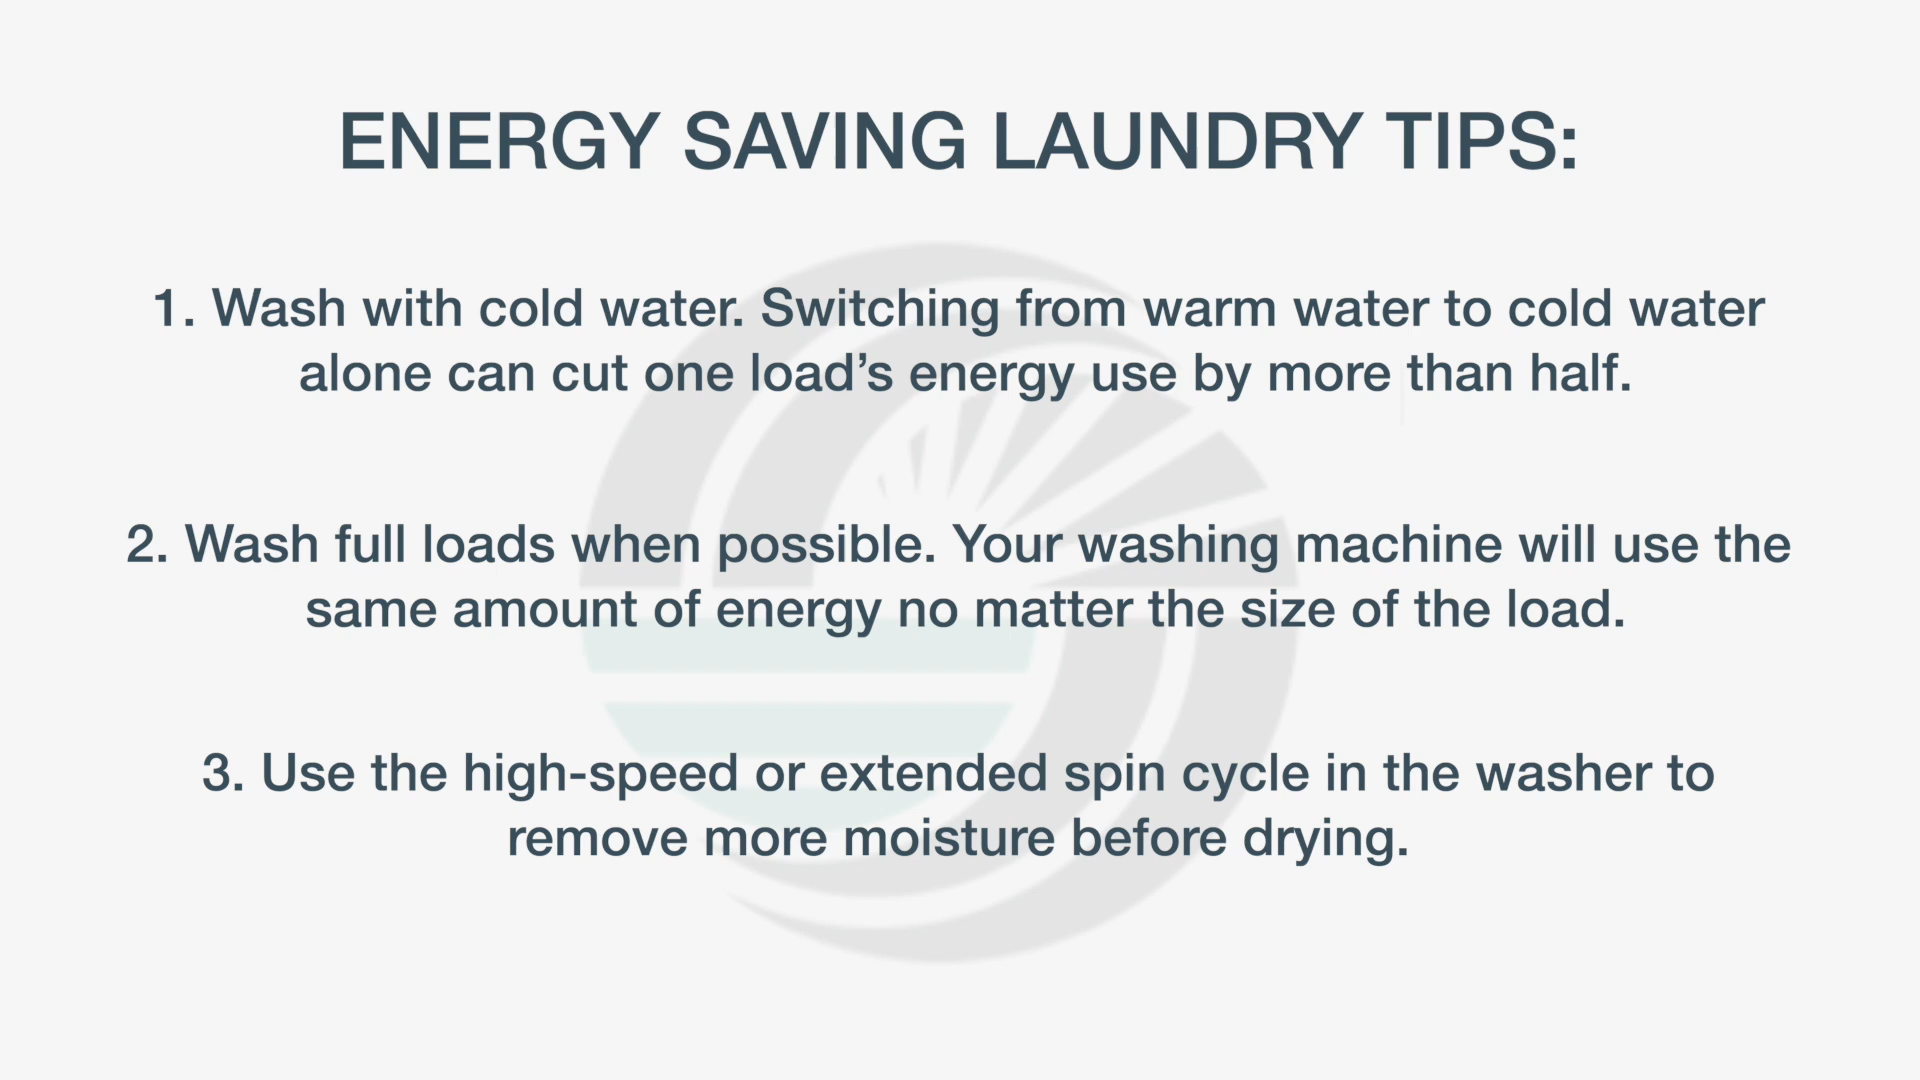 ENERGY SAVING LAUNDRY TIPS:
1. Wash with cold water. Switching from warm water to cold water
alone can cut one load’s energy use by more than half.
2. Wash full loads when possible. Your washing machine will use the
same amount of energy no matter the size of the load.
3. Use the high-speed or extended spin cycle in the washer to
remove more moisture before drying.